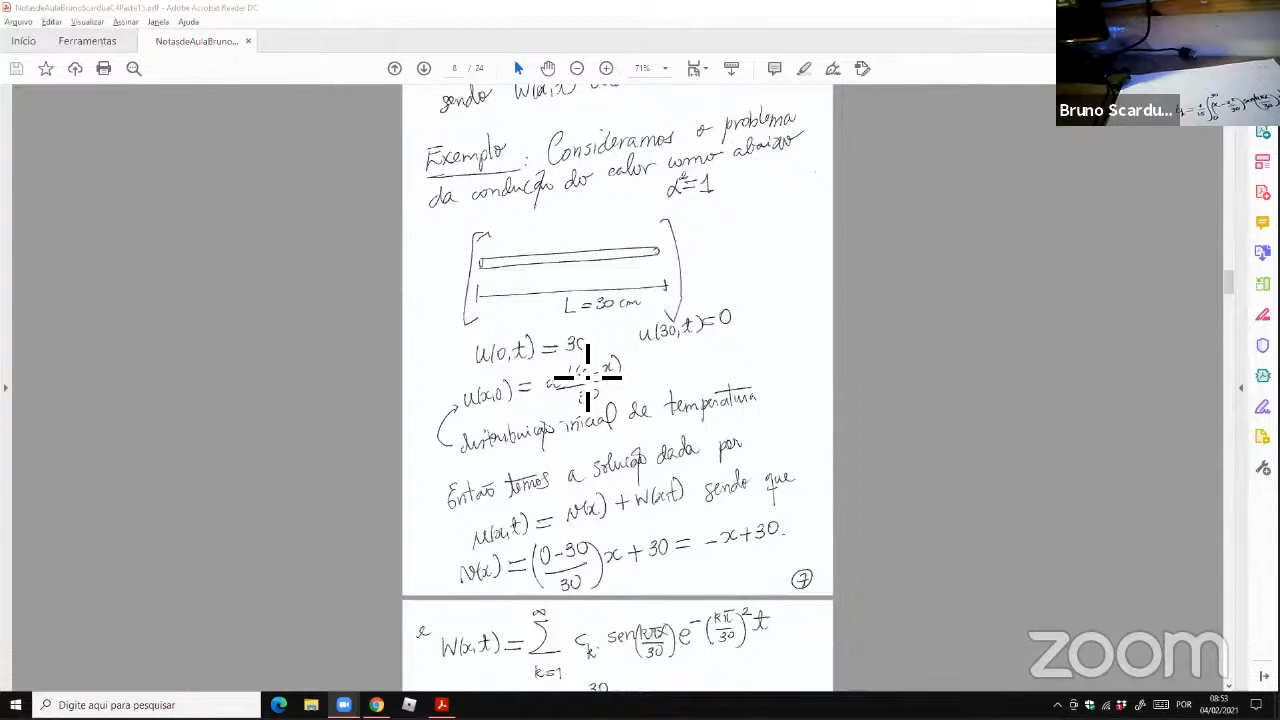 NotasdeAulaBrunoScarduaC4Parte15.pdf - Adobe Acrobat Reader DC
Arquivo Editar Visualizar Assinar Janela Ajuda
Início Ferramentas NotasdeAulaBruno... ×
8 / 24 71%
Bruno Scardu...
sendo W(x,t)
Exemplo: Consideramos o problema
da condução do calor como abaixo
α²=1
L = 30 cm
u(0,t) = 30 u(30,t)=0
u(x,0) =
distribuição inicial de temperatura
Então temos a solução dada por
u(x,t) = v(x) + W(x,t) sendo que
v(x) = (0-30/30)x + 30 = -x+30.
7
e W(x,t) = ∑ k=1 ∞ c_k. sen(kπx/30) e^-(kπ/30)² t
30
zoom
Digite aqui para pesquisar
POR
08:53
04/02/2021